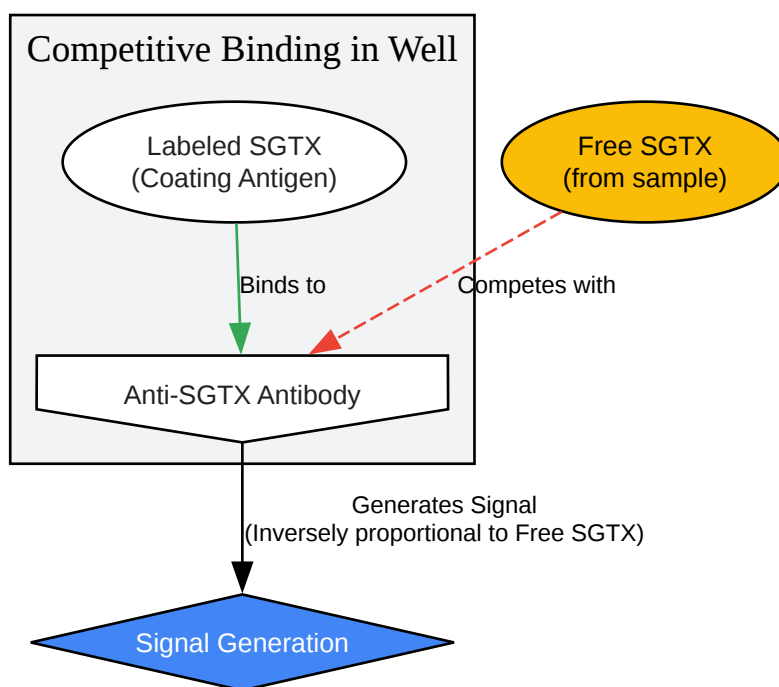 Competitive Binding in Well
Labeled SGTX
(Coating Antigen)
Free SGTX
(from sample)
Binds to
Competes with
Anti-SGTX Antibody
Generates Signal
(Inversely proportional to Free SGTX)
Signal Generation